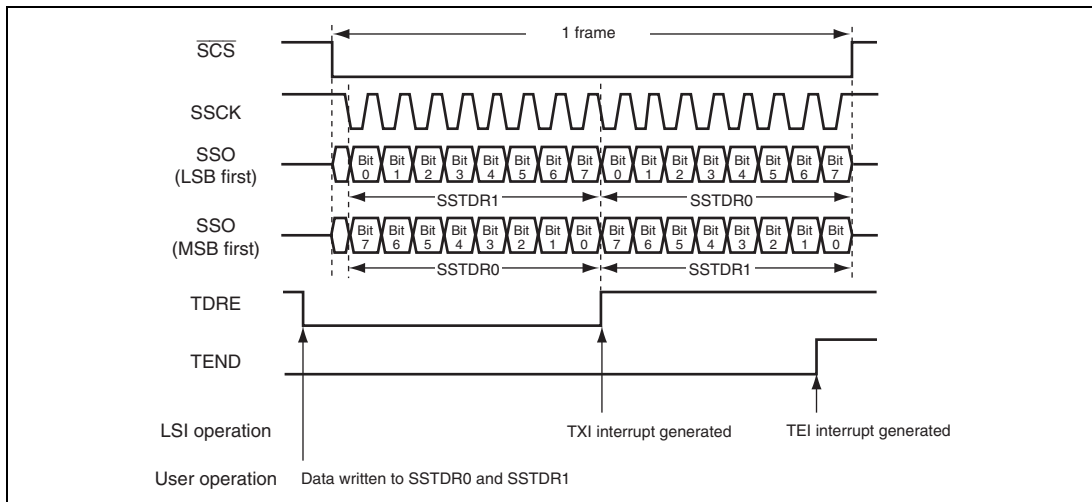 1 frame
SCS
SSCK
SSO
(LSB first)
Bit 0 Bit 1 Bit 2 Bit 3 Bit 4 Bit 5 Bit 6 Bit 7 Bit 0 Bit 1 Bit 2 Bit 3 Bit 4 Bit 5 Bit 6 Bit 7
SSTDR1 SSTDR0
SSO
(MSB first)
Bit 7 Bit 6 Bit 5 Bit 4 Bit 3 Bit 2 Bit 1 Bit 0 Bit 7 Bit 6 Bit 5 Bit 4 Bit 3 Bit 2 Bit 1 Bit 0
SSTDR0 SSTDR1
TDRE
TEND
LSI operation TXI interrupt generated TEI interrupt generated
User operation Data written to SSTDR0 and SSTDR1